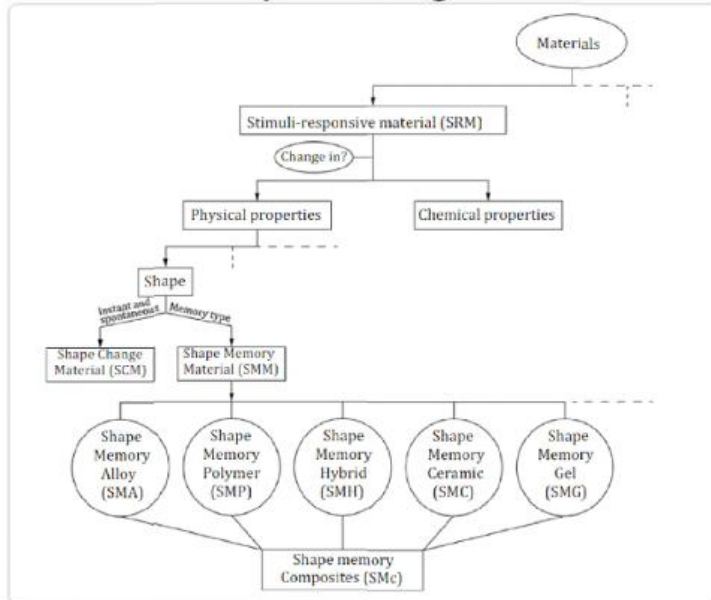 Materials
Stimuli-responsive material (SRM)
Change in?
Physical properties
Chemical properties
Shape
Instant and
spontaneous
Memory type
Shape Change
Material (SCM)
Shape Memory
Material (SMM)
Shape
Memory
Alloy
(SMA)
Shape
Memory
Polymer
(SMP)
Shape
Memory
Hybrid
(SMH)
Shape
Memory
Ceramic
(SMC)
Shape
Memory
Gel
(SMG)
Shape memory
Composites (SMc)